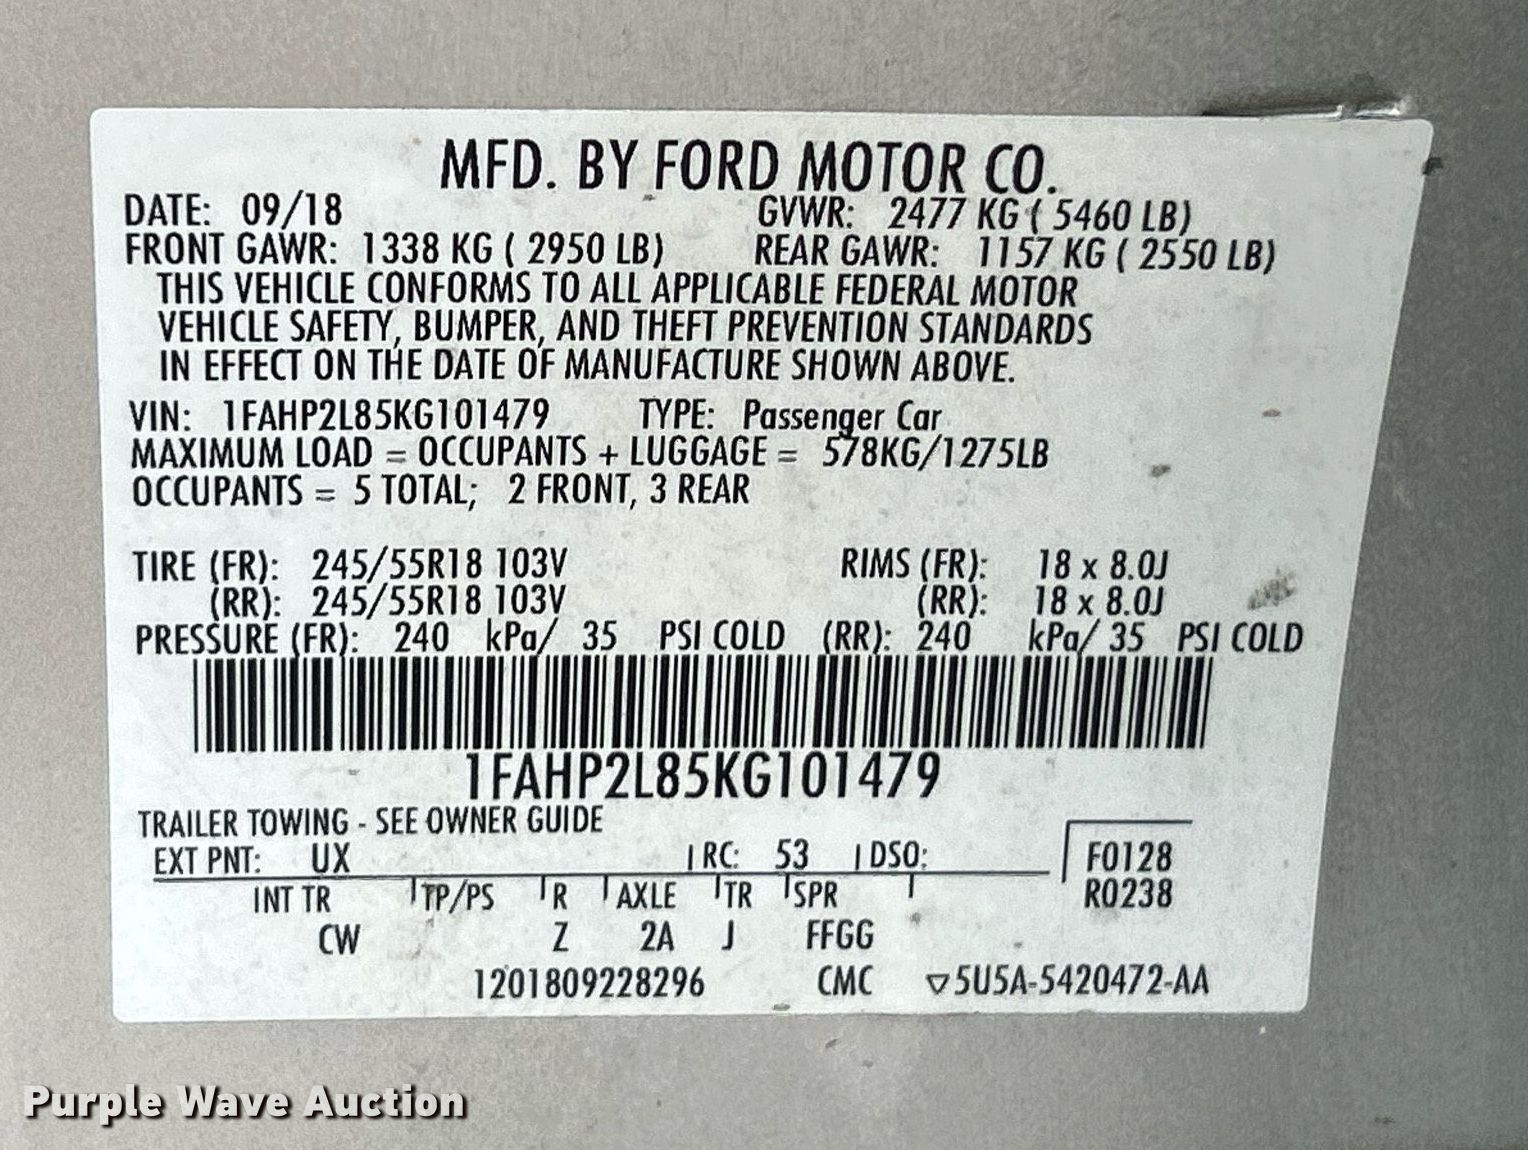 MFD. BY FORD MOTOR CO.
DATE: 09/18 GVWR: 2477 KG ( 5460 LB)
FRONT GAWR: 1338 KG ( 2950 LB) REAR GAWR: 1157 KG ( 2550 LB)
THIS VEHICLE CONFORMS TO ALL APPLICABLE FEDERAL MOTOR
VEHICLE SAFETY, BUMPER, AND THEFT PREVENTION STANDARDS
IN EFFECT ON THE DATE OF MANUFACTURE SHOWN ABOVE.
VIN: 1FAHP2L85KG101479 TYPE: Passenger Car
MAXIMUM LOAD = OCCUPANTS + LUGGAGE = 578KG/1275LB
OCCUPANTS = 5 TOTAL; 2 FRONT, 3 REAR
TIRE (FR): 245/55R18 103V RIMS (FR): 18 x 8.0J
(RR): 245/55R18 103V (RR): 18 x 8.0J
PRESSURE (FR): 240 kPa/ 35 PSI COLD (RR): 240 kPa/ 35 PSI COLD
1FAHP2L85KG101479
TRAILER TOWING - SEE OWNER GUIDE
EXT PNT: UX RC: 53 DSO: F0128
INT TR TP/PS R AXLE TR SPR R0238
CW Z 2A J FFGG
1201809228296 CMC ▽5U5A-5420472-AA
Purple Wave Auction